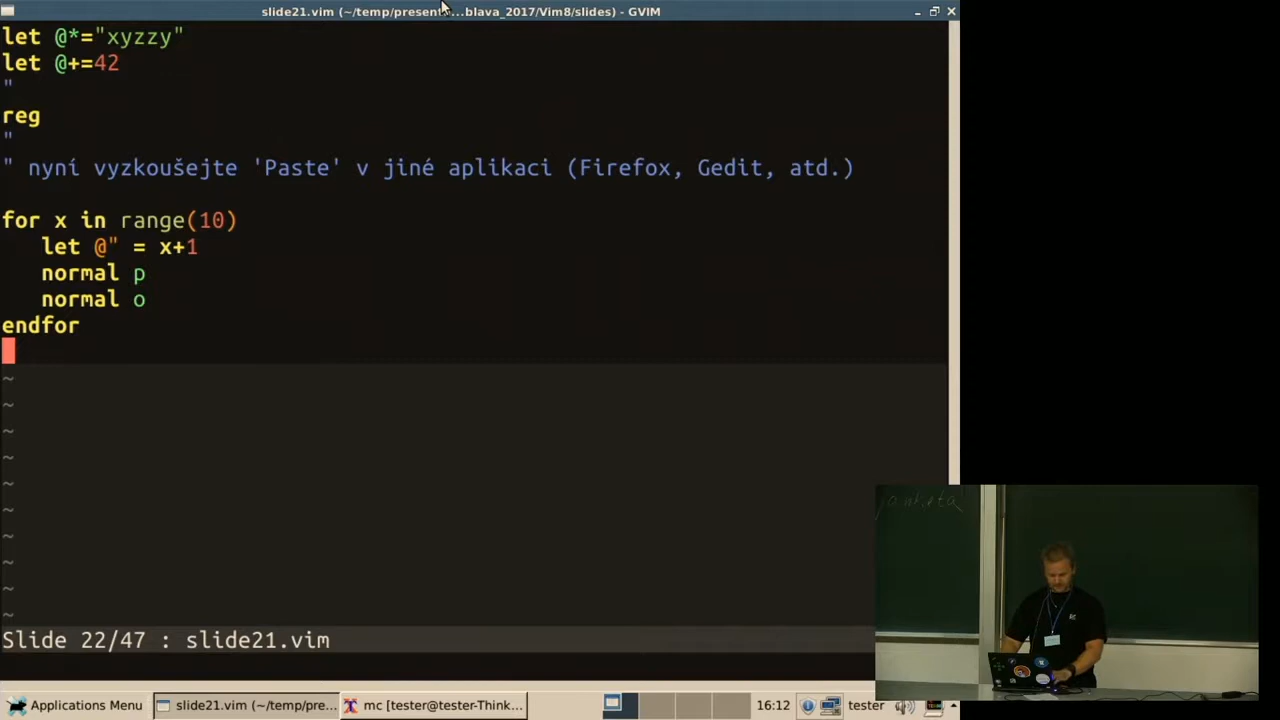 slide21.vim (~/temp/present...blava_2017/Vim8/slides) - GVIM
let @*="xyzzy"
let @+=42
"
reg
"
" nyní vyzkoušejte 'Paste' v jiné aplikaci (Firefox, Gedit, atd.)
for x in range(10)
   let @" = x+1
   normal p
   normal o
endfor
~
~
~
~
~
~
~
~
~
~
Slide 22/47 : slide21.vim
Applications Menu
slide21.vim (~/temp/pre...
mc [tester@tester-Think...
16:12
tester